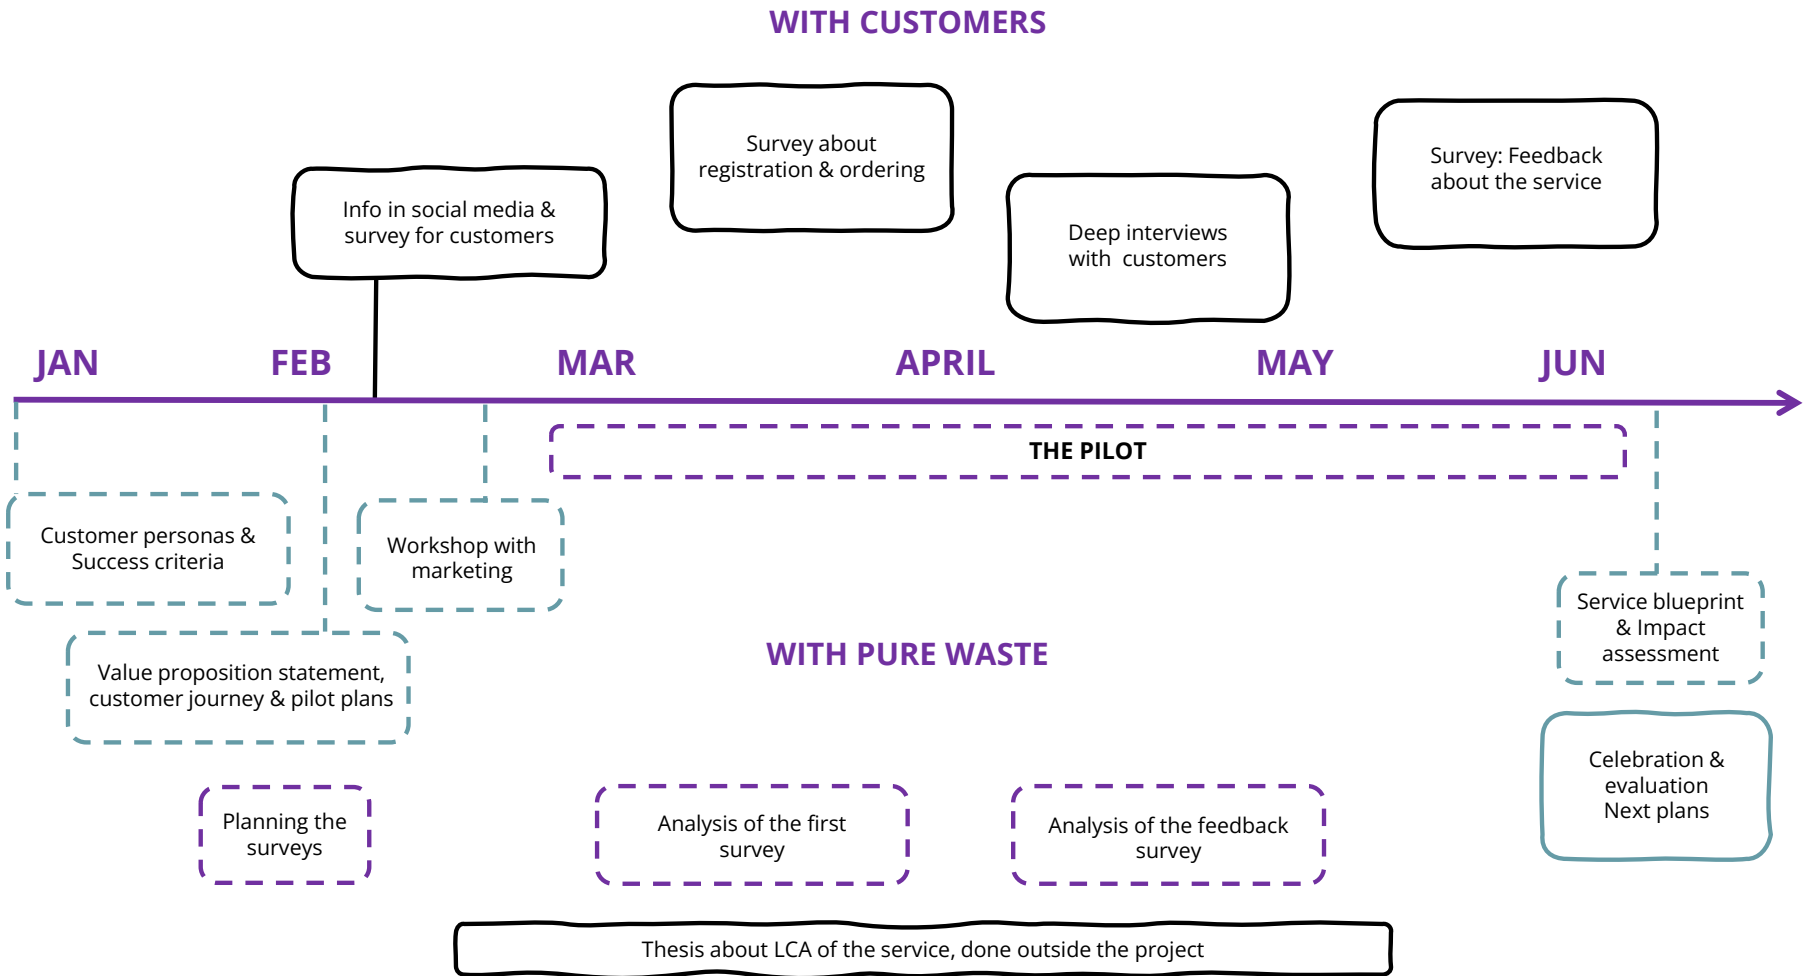 WITH CUSTOMERS
Survey about
registration & ordering
Survey: Feedback
about the service
Info in social media &
survey for customers
Deep interviews
with  customers
JAN
FEB
MAR
APRIL
MAY
JUN
THE PILOT
Customer personas &
Success criteria
Workshop with
marketing
Service blueprint
& Impact
assessment
Value proposition statement,
customer journey & pilot plans
WITH PURE WASTE
Celebration &
evaluation
Next plans
Planning the
surveys
Analysis of the first
survey
Analysis of the feedback
survey
Thesis about LCA of the service, done outside the project